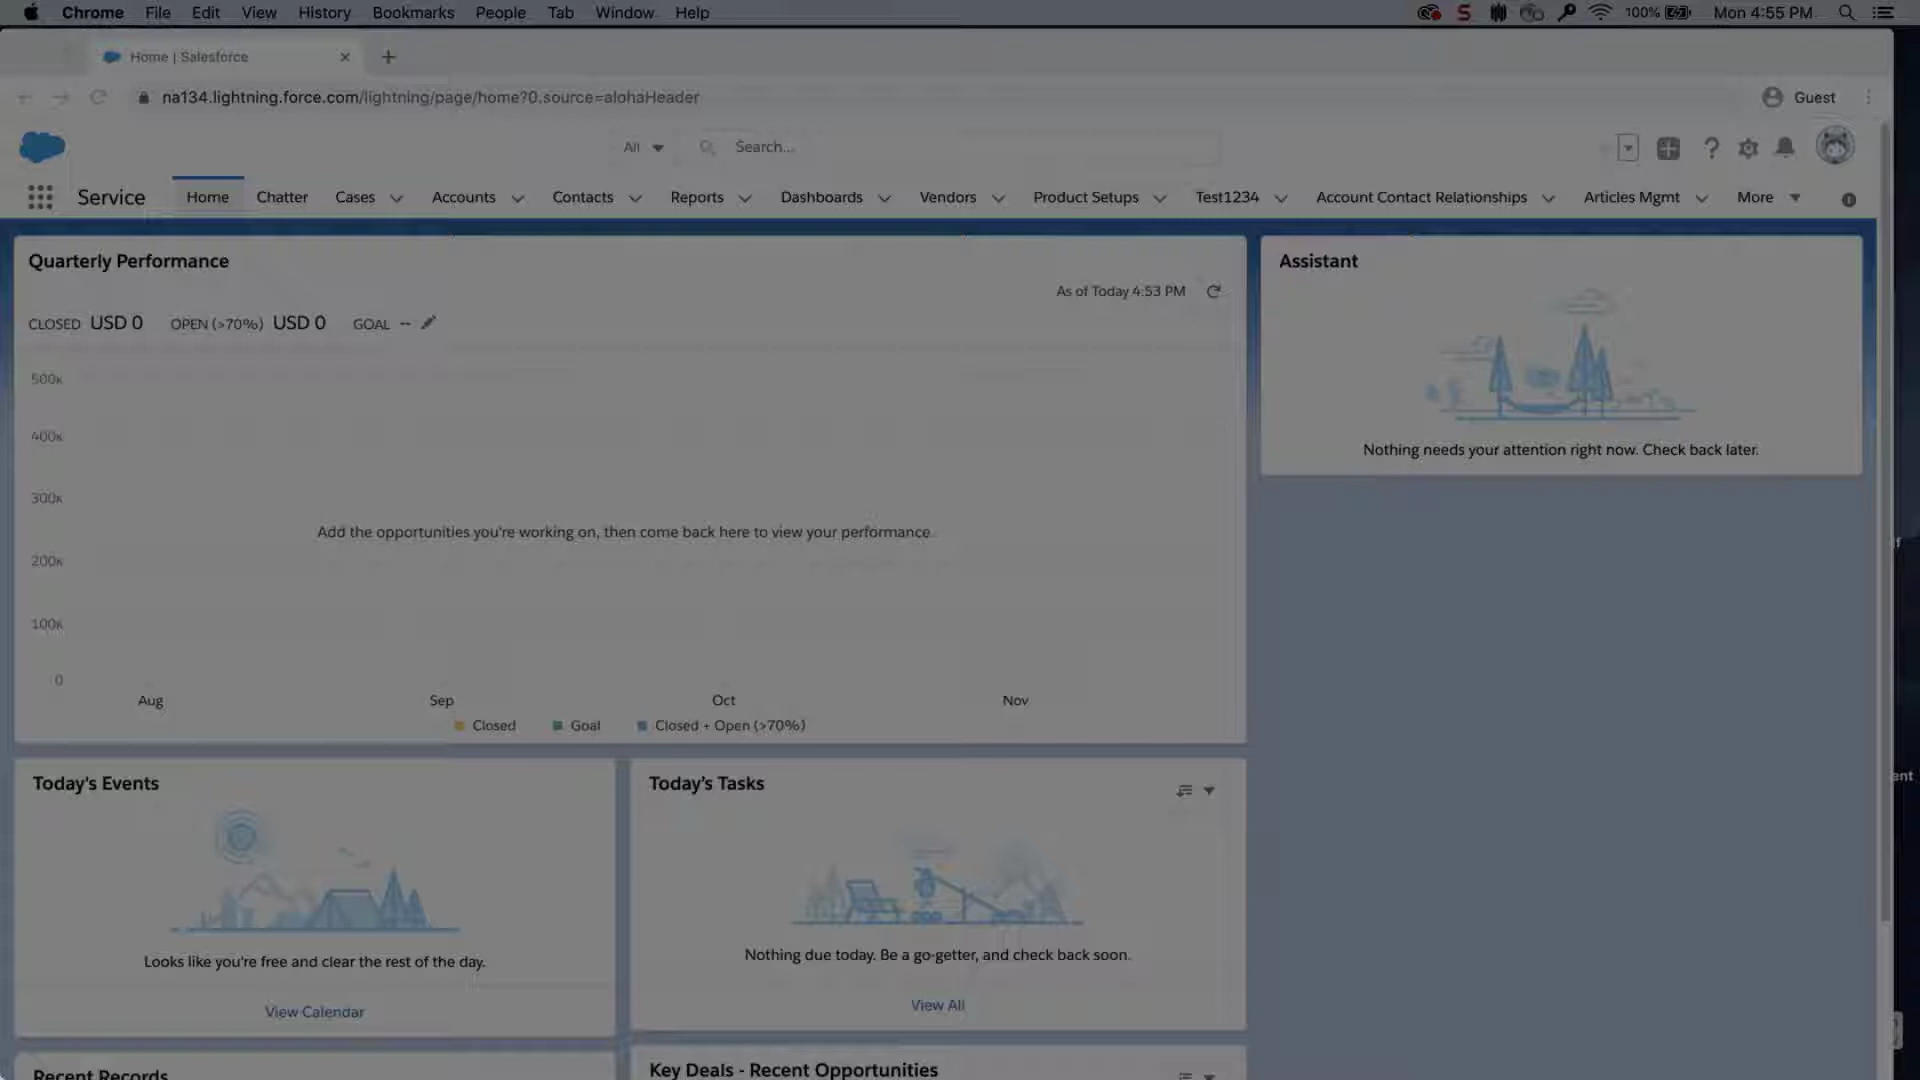 Chrome File Edit View History Bookmarks People Tab Window Help 100% Mon 4:55 PM
Home | Salesforce
na134.lightning.force.com/lightning/page/home?0.source=alohaHeader Guest
All Search...
Service Home Chatter Cases Accounts Contacts Reports Dashboards Vendors Product Setups Test1234 Account Contact Relationships Articles Mgmt More
Quarterly Performance
As of Today 4:53 PM
CLOSED USD 0 OPEN (>70%) USD 0 GOAL --
500K
400K
300K
200K
100K
0
Add the opportunities you're working on, then come back here to view your performance.
Aug Sep Oct Nov
Closed Goal Closed + Open (>70%)
Assistant
Nothing needs your attention right now. Check back later.
Today's Events
Looks like you're free and clear the rest of the day.
View Calendar
Today's Tasks
Nothing due today. Be a go-getter, and check back soon.
View All
Recent Records
Key Deals - Recent Opportunities